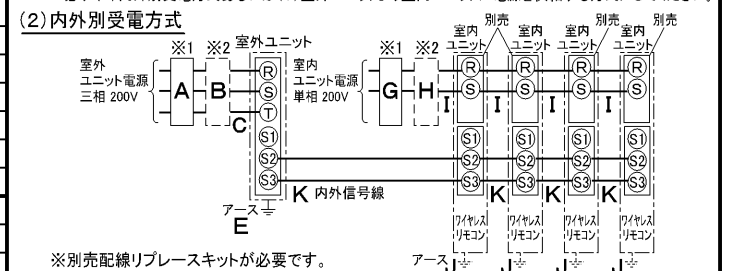 (2)内外別受電方式
※1 ※2 室外ユニット
室外
ユニット電源
三相 200V
A B C
R
S
T
S1
S2
S3
アース
E
※1 ※2
室内
ユニット電源
単相 200V
G H
室内
ユニット
別売
室内
ユニット
室内
ユニット
別売
室内
ユニット
別売
R R R R
S S S S
I I I I
S1 S1 S1 S1
S2 S2 S2 S2
S3 S3 S3 S3
K 内外信号線
K K K
ワイヤレス
リモコン
ワイヤレス
リモコン
ワイヤレス
リモコン
ワイヤレス
リモコン
アース
※別売配線リプレースキットが必要です。